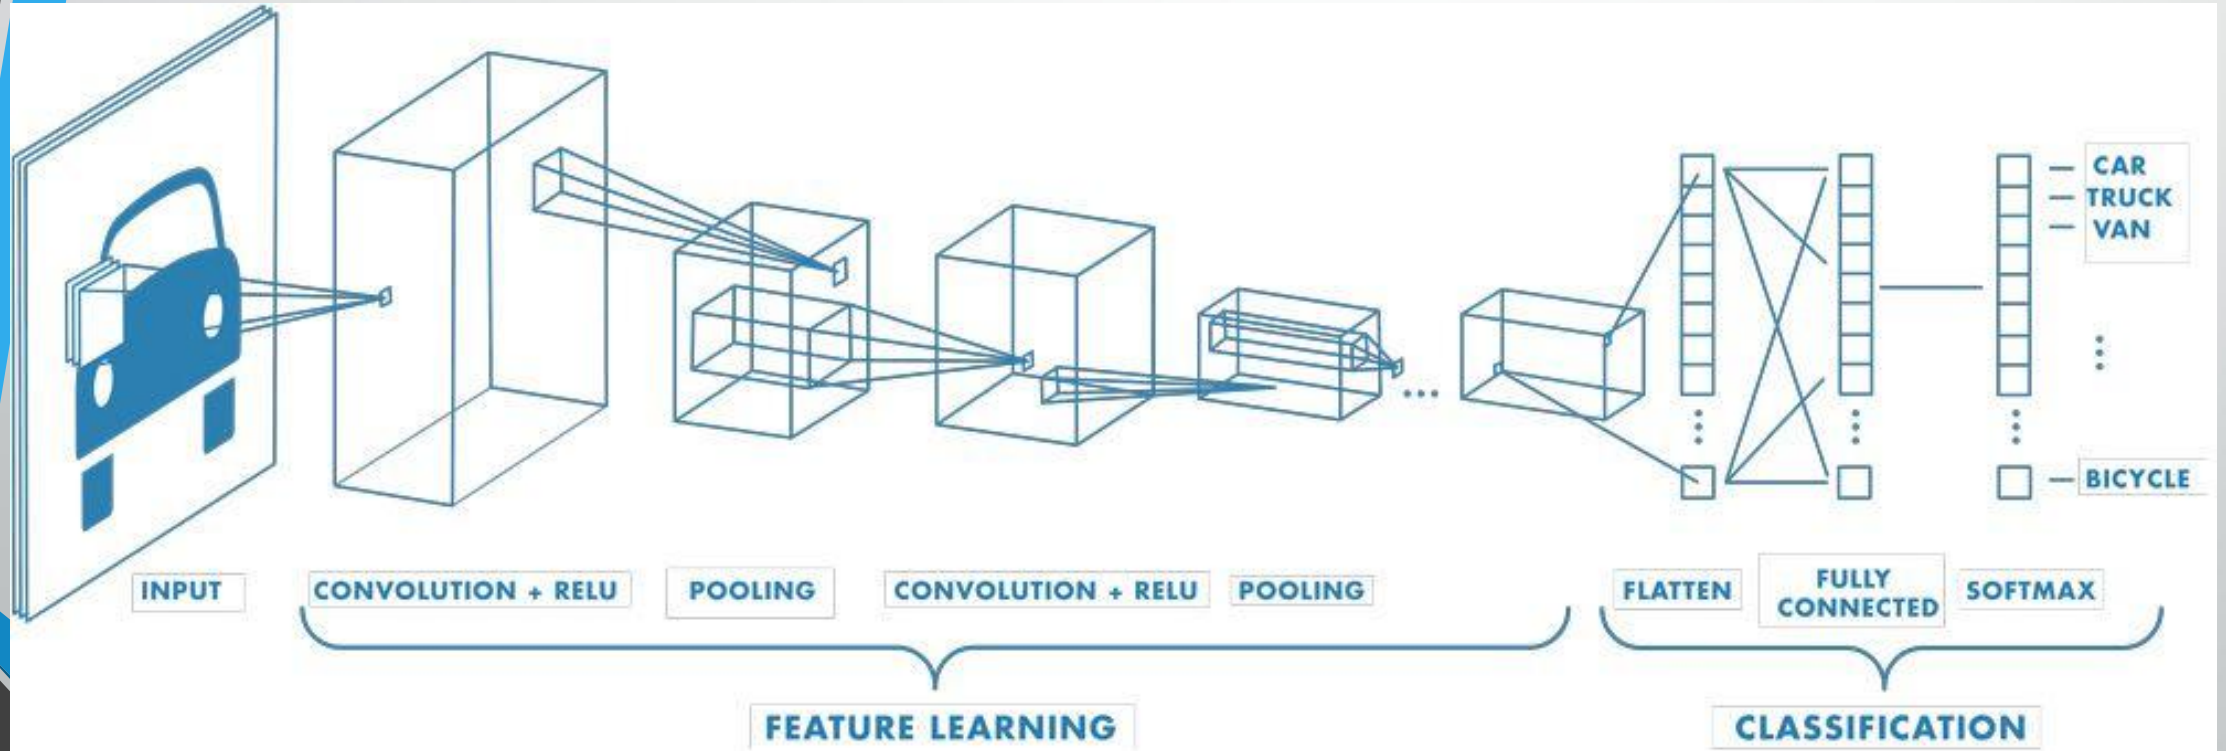 CAR
TRUCK
VAN
BICYCLE
INPUT
CONVOLUTION + RELU
POOLING
CONVOLUTION + RELU
POOLING
FLATTEN
FULLY
CONNECTED
SOFTMAX
FEATURE LEARNING
CLASSIFICATION